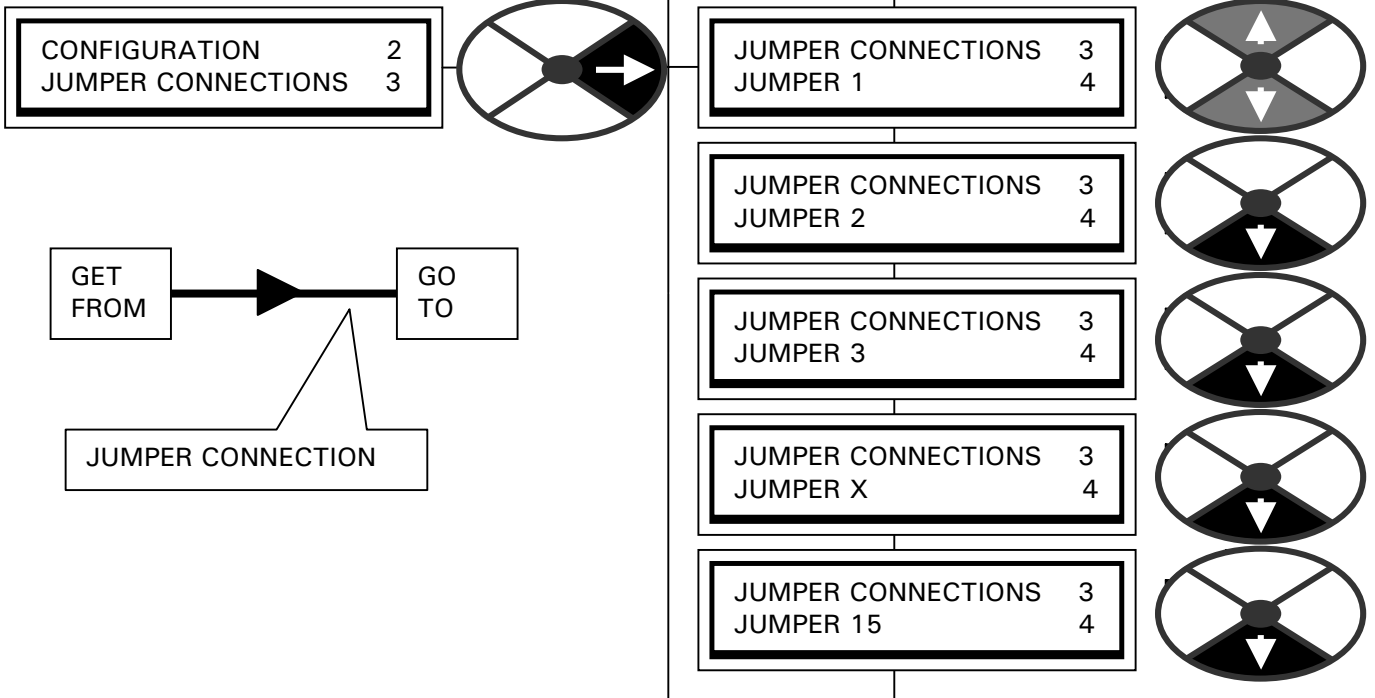 CONFIGURATION 2
JUMPER CONNECTIONS 3
JUMPER CONNECTIONS 3
JUMPER 1 4
JUMPER CONNECTIONS 3
JUMPER 2 4
GET
FROM
GO
TO
JUMPER CONNECTIONS 3
JUMPER 3 4
JUMPER CONNECTION
JUMPER CONNECTIONS 3
JUMPER X 4
JUMPER CONNECTIONS 3
JUMPER 15 4